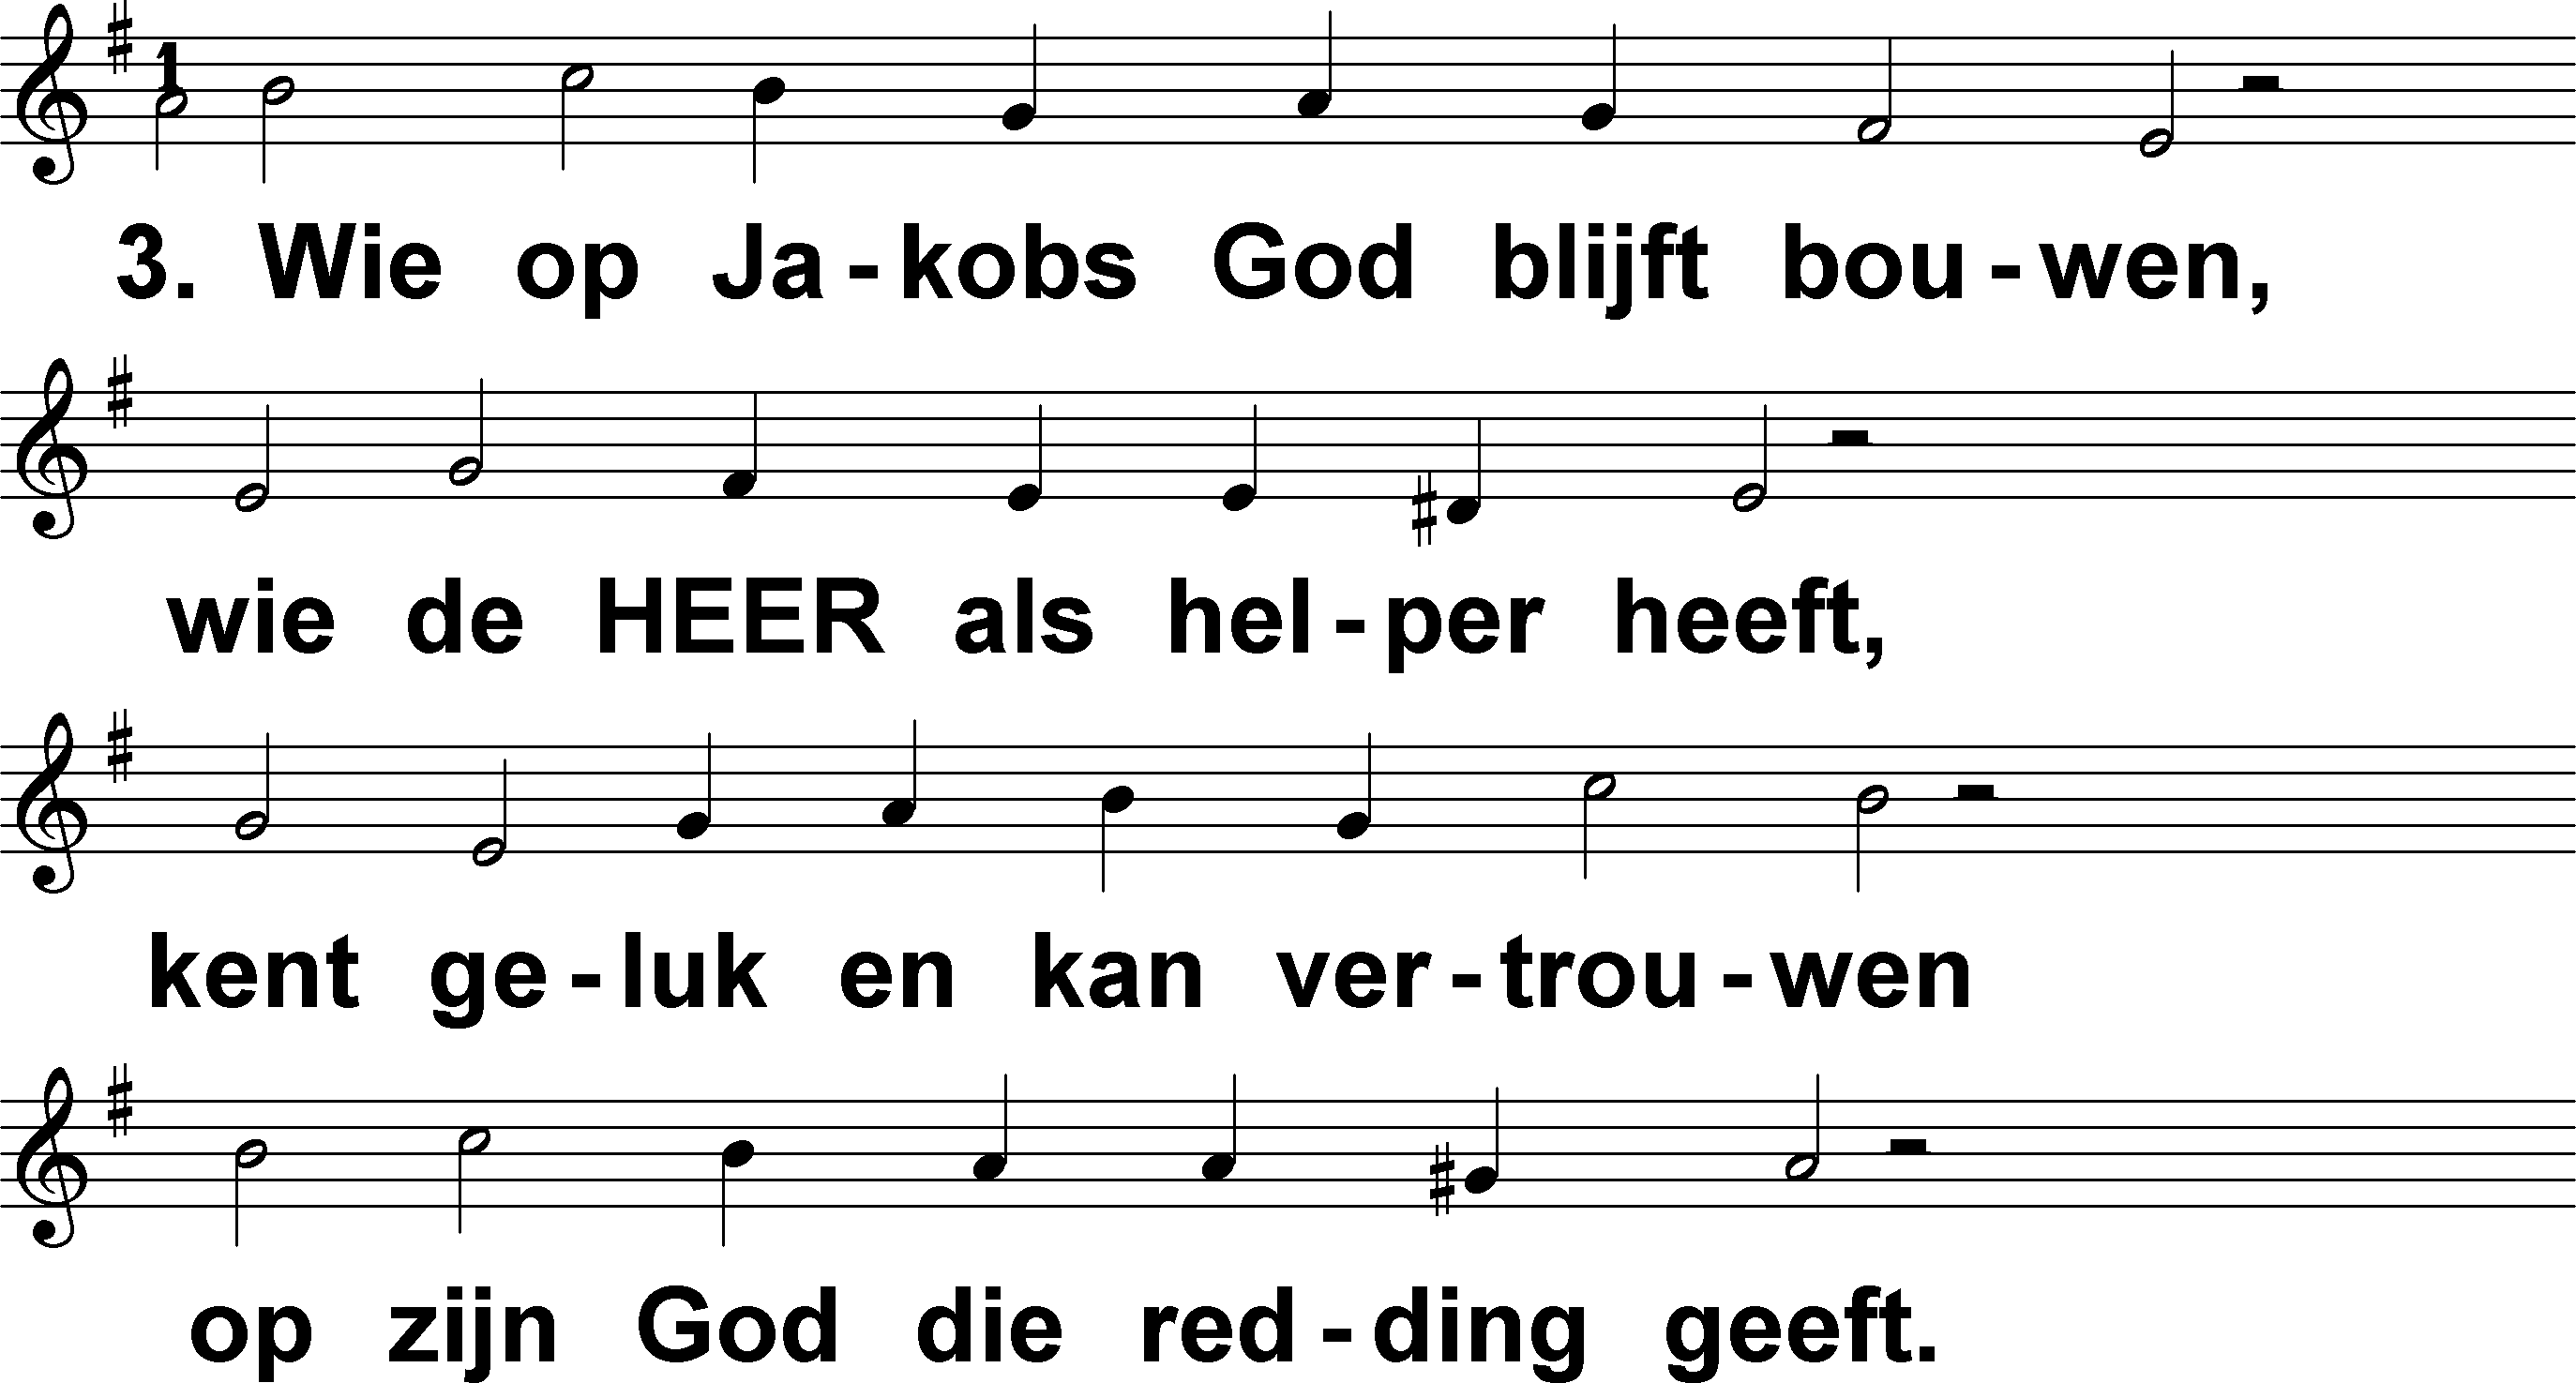 1
3. Wie op Ja-kobs God blijft bou-wen,
wie de HEER als hel-per heeft,
kent ge-luk en kan ver-trou-wen
op zijn God die red-ding geeft.